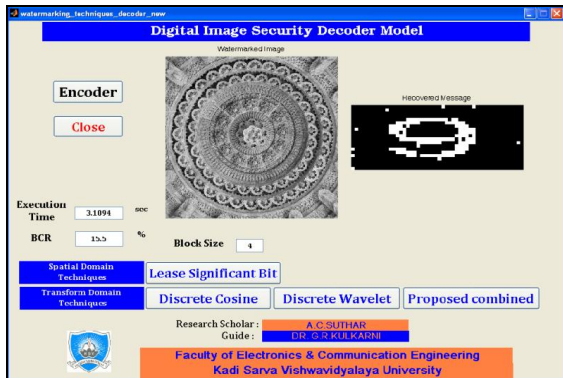 watermarking_techniques_decoder_new
Digital Image Security Decoder Model
Watermarked Image
Encoder
Close
Recovered Message
Execution Time
3.1094
sec
BCR
15.5
%
Block Size
4
Spatial Domain Techniques
Lease Significant Bit
Transform Domain Techniques
Discrete Cosine
Discrete Wavelet
Proposed combined
Research Scholar :
A.C.SUTHAR
Guide :
DR. G.R.KULKARNI
Faculty of Electronics & Communication Engineering
Kadi Sarva Vishwavidyalaya University